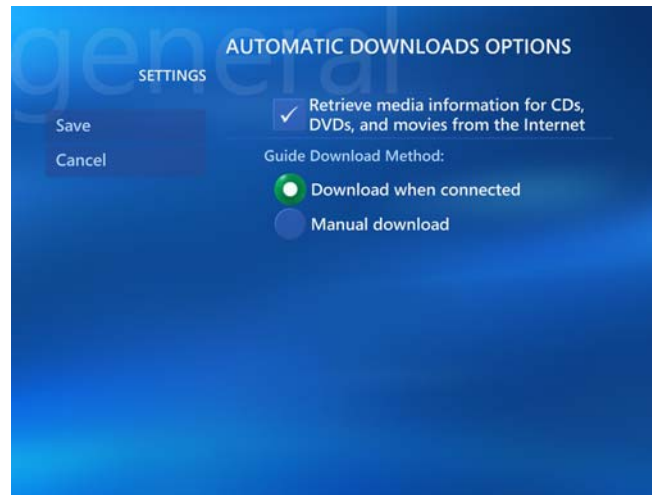 general
AUTOMATIC DOWNLOADS OPTIONS
SETTINGS
Save
Cancel
Retrieve media information for CDs,
DVDs, and movies from the Internet
Guide Download Method:
Download when connected
Manual download